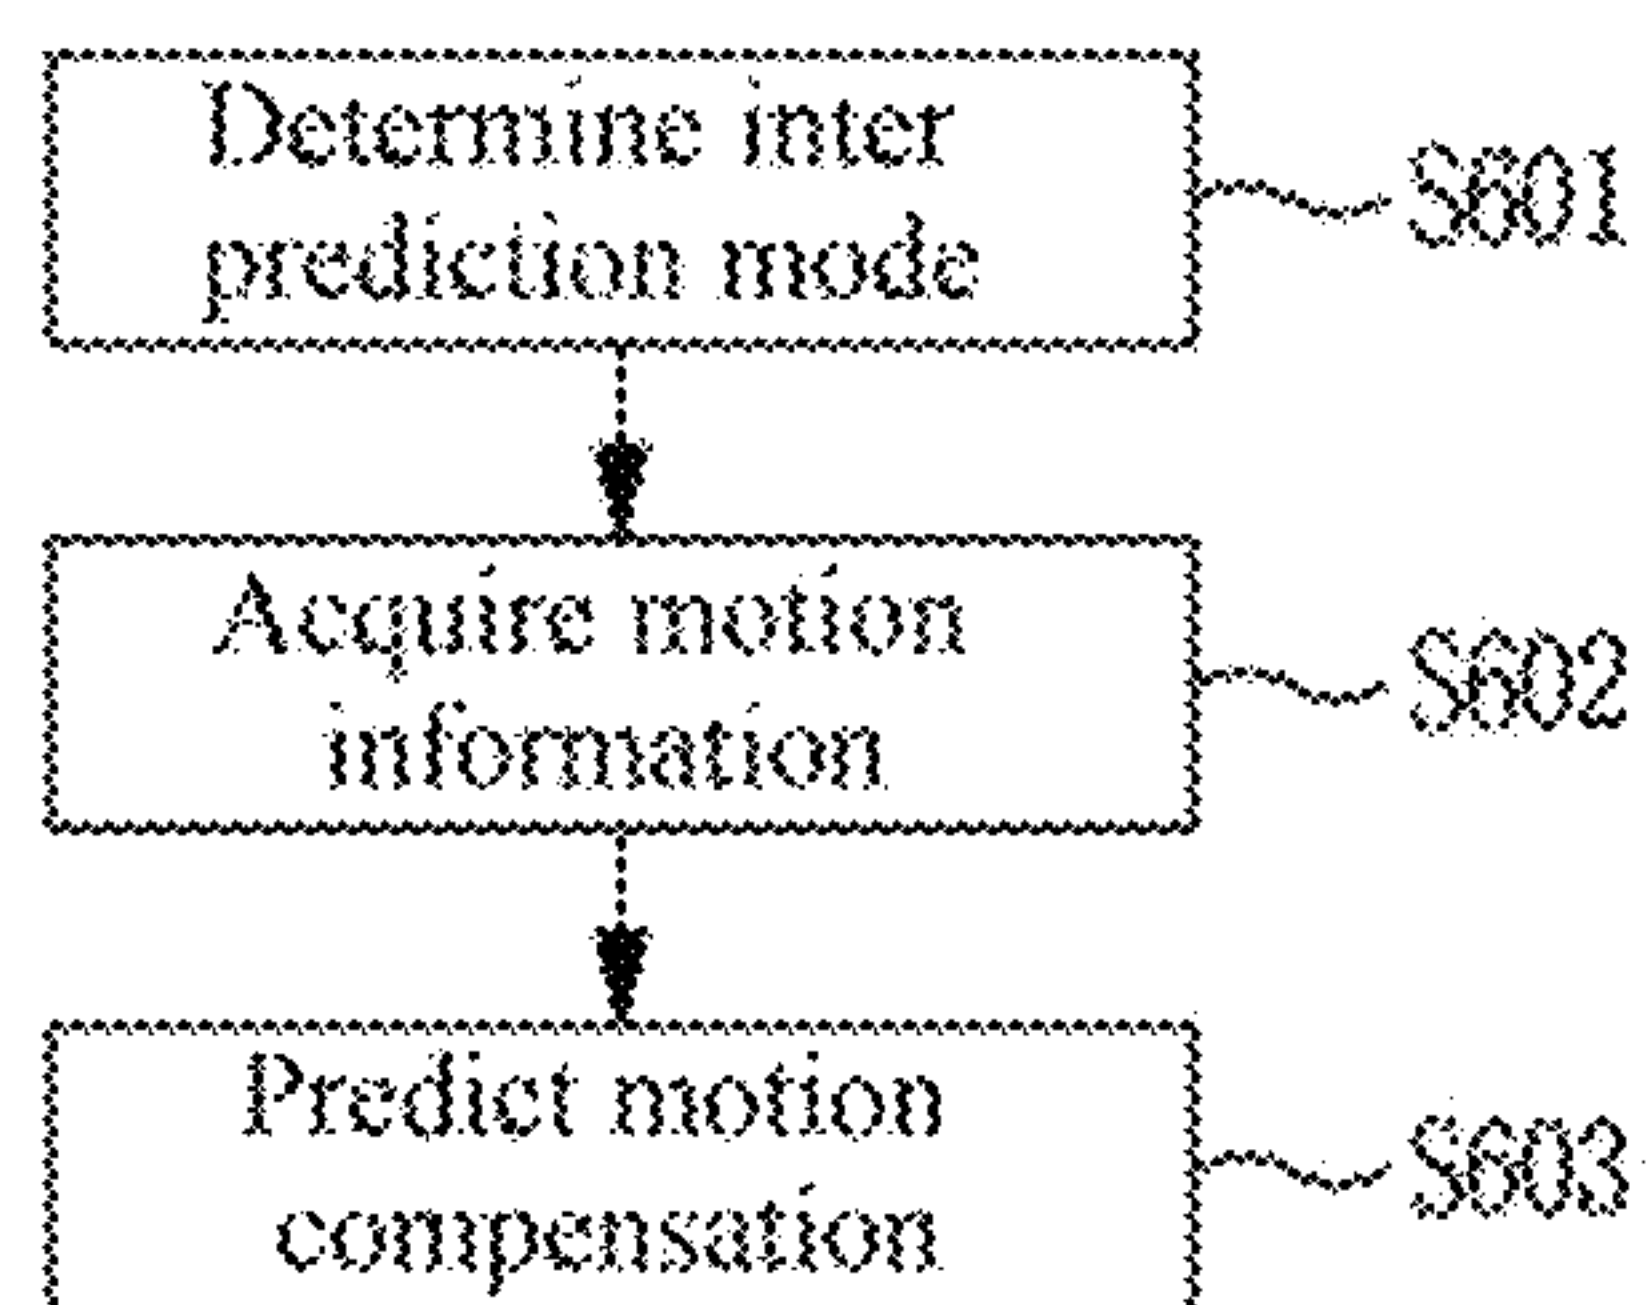 Determine inter
prediction mode
S601
Acquire motion
information
S602
Predict motion
compensation
S603